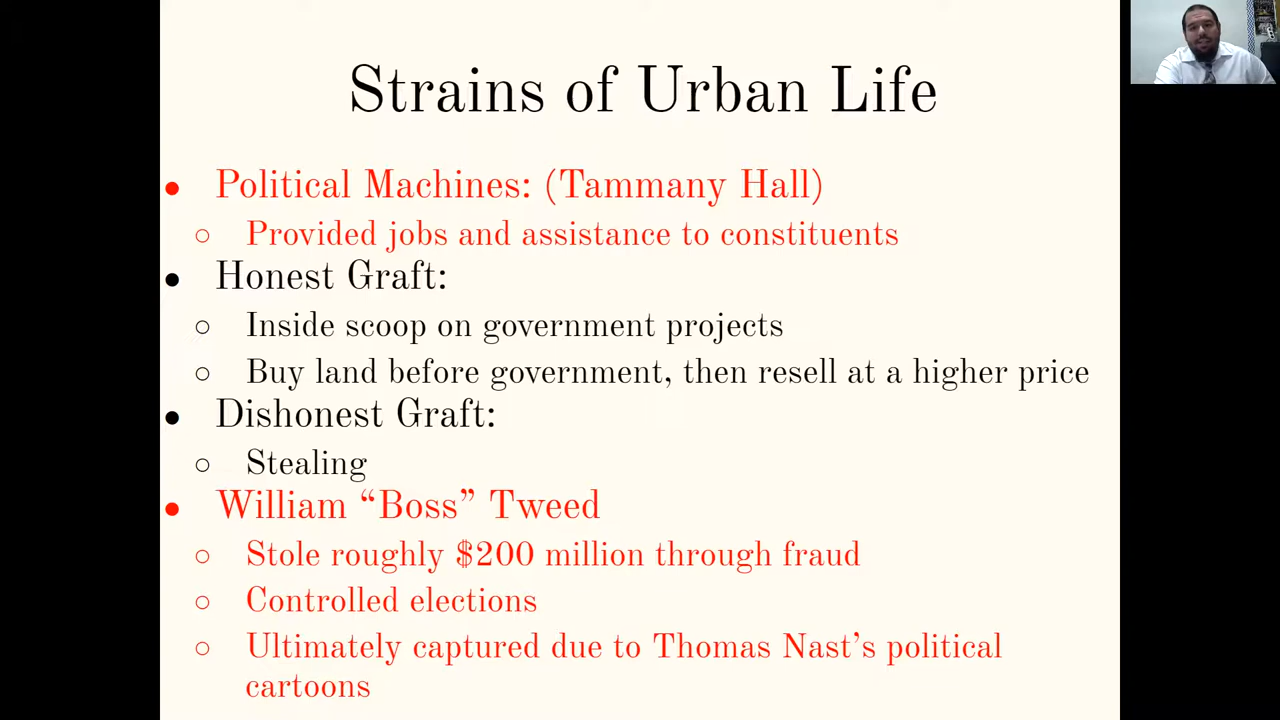 Strains of Urban Life
● Political Machines: (Tammany Hall)
○ Provided jobs and assistance to constituents
● Honest Graft:
○ Inside scoop on government projects
○ Buy land before government, then resell at a higher price
● Dishonest Graft:
○ Stealing
● William “Boss” Tweed
○ Stole roughly $200 million through fraud
○ Controlled elections
○ Ultimately captured due to Thomas Nast’s political
cartoons